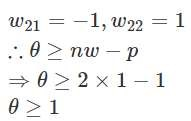 w₂₁ = −1, w₂₂ = 1
∴ θ ≥ nw − p
⇒ θ ≥ 2 × 1 − 1
θ ≥ 1